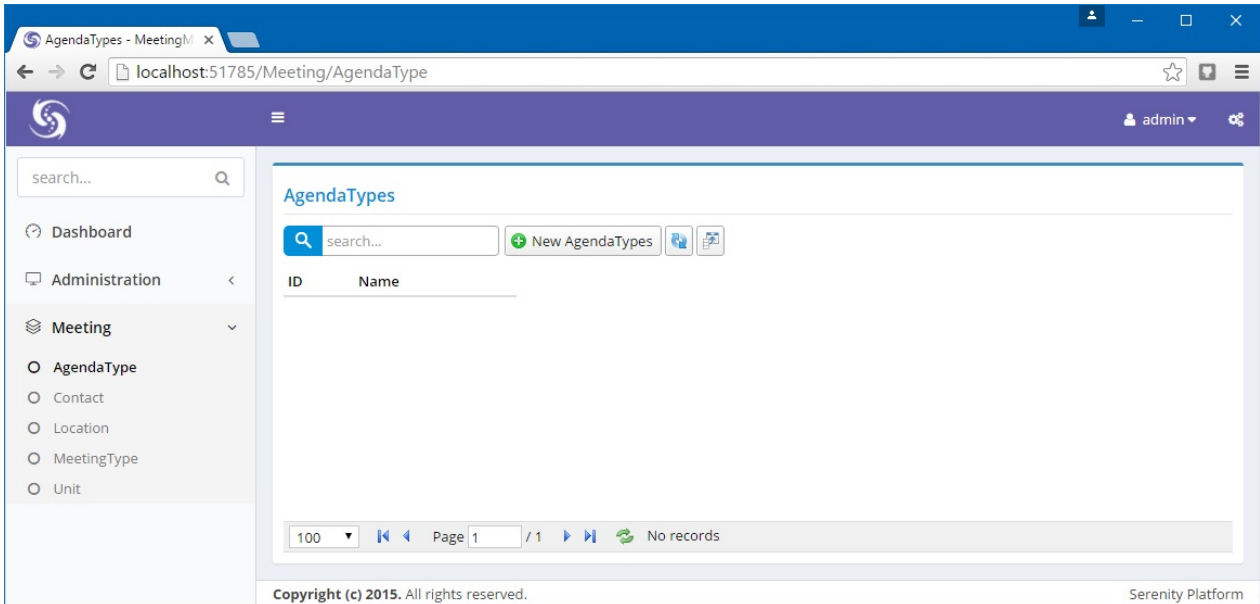 AgendaTypes - MeetingM
localhost:51785/Meeting/AgendaType
admin
search...
Dashboard
Administration
Meeting
AgendaType
Contact
Location
MeetingType
Unit
AgendaTypes
search... New AgendaTypes
ID Name
100 Page 1 / 1 No records
Copyright (c) 2015. All rights reserved. Serenity Platform